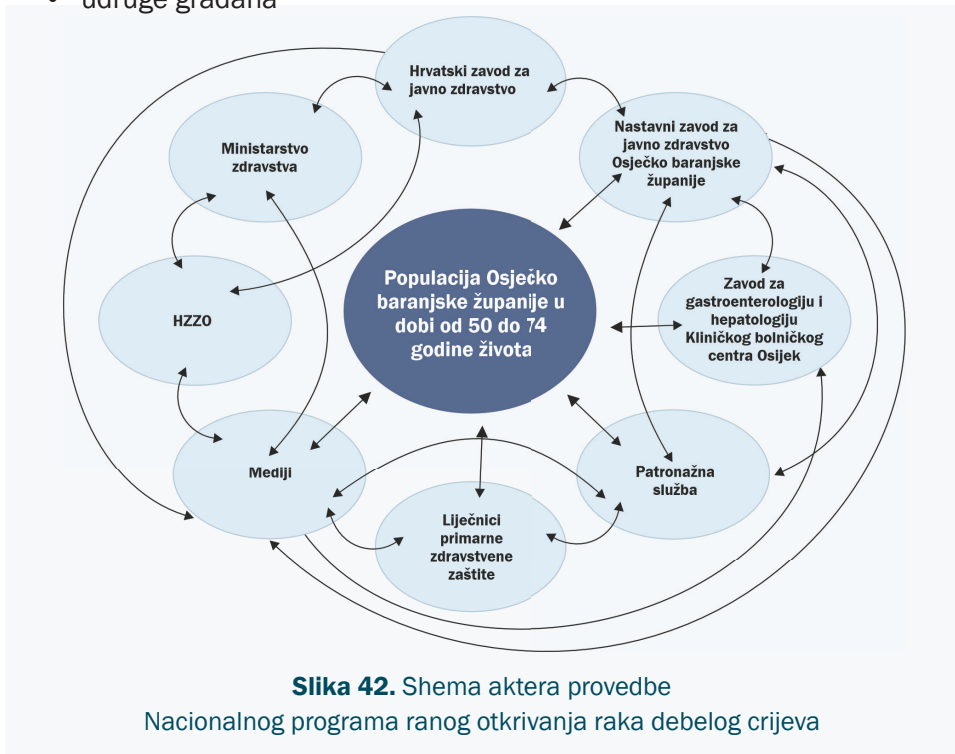 • udruge građana
Hrvatski zavod za
javno zdravstvo
Nastavni zavod za
javno zdravstvo
Osječko baranjske
županije
Ministarstvo
zdravstva
Populacija Osječko
baranjske županije u
dobi od 50 do 74
godine života
Zavod za
gastroenterologiju i
hepatologiju
Kliničkog bolničkog
centra Osijek
HZZO
Mediji
Patronažna
služba
Liječnici
primarne
zdravstvene
zaštite
Slika 42. Shema aktera provedbe
Nacionalnog programa ranog otkrivanja raka debelog crijeva